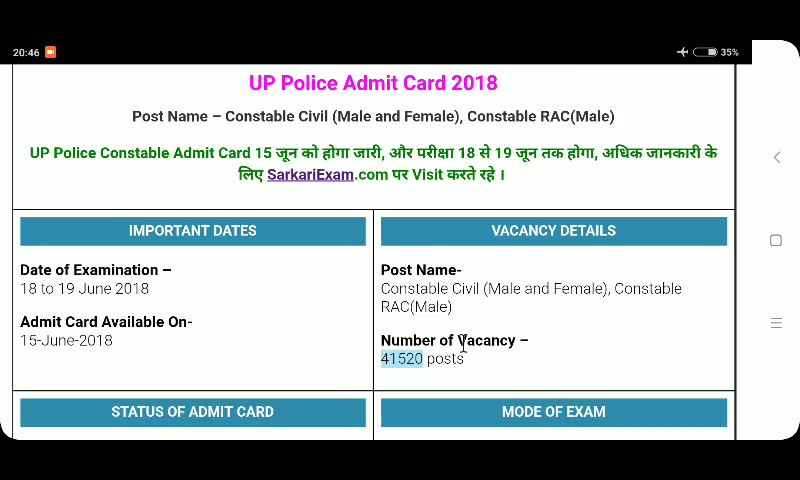 20:46
35%
UP Police Admit Card 2018
Post Name – Constable Civil (Male and Female), Constable RAC(Male)
UP Police Constable Admit Card 15 जून को होगा जारी, और परीक्षा 18 से 19 जून तक होगा, अधिक जानकारी के
लिए SarkariExam.com पर Visit करते रहे ।
IMPORTANT DATES
Date of Examination –
18 to 19 June 2018
Admit Card Available On-
15-June-2018
VACANCY DETAILS
Post Name-
Constable Civil (Male and Female), Constable
RAC(Male)
Number of Vacancy –
41520 posts
STATUS OF ADMIT CARD
MODE OF EXAM